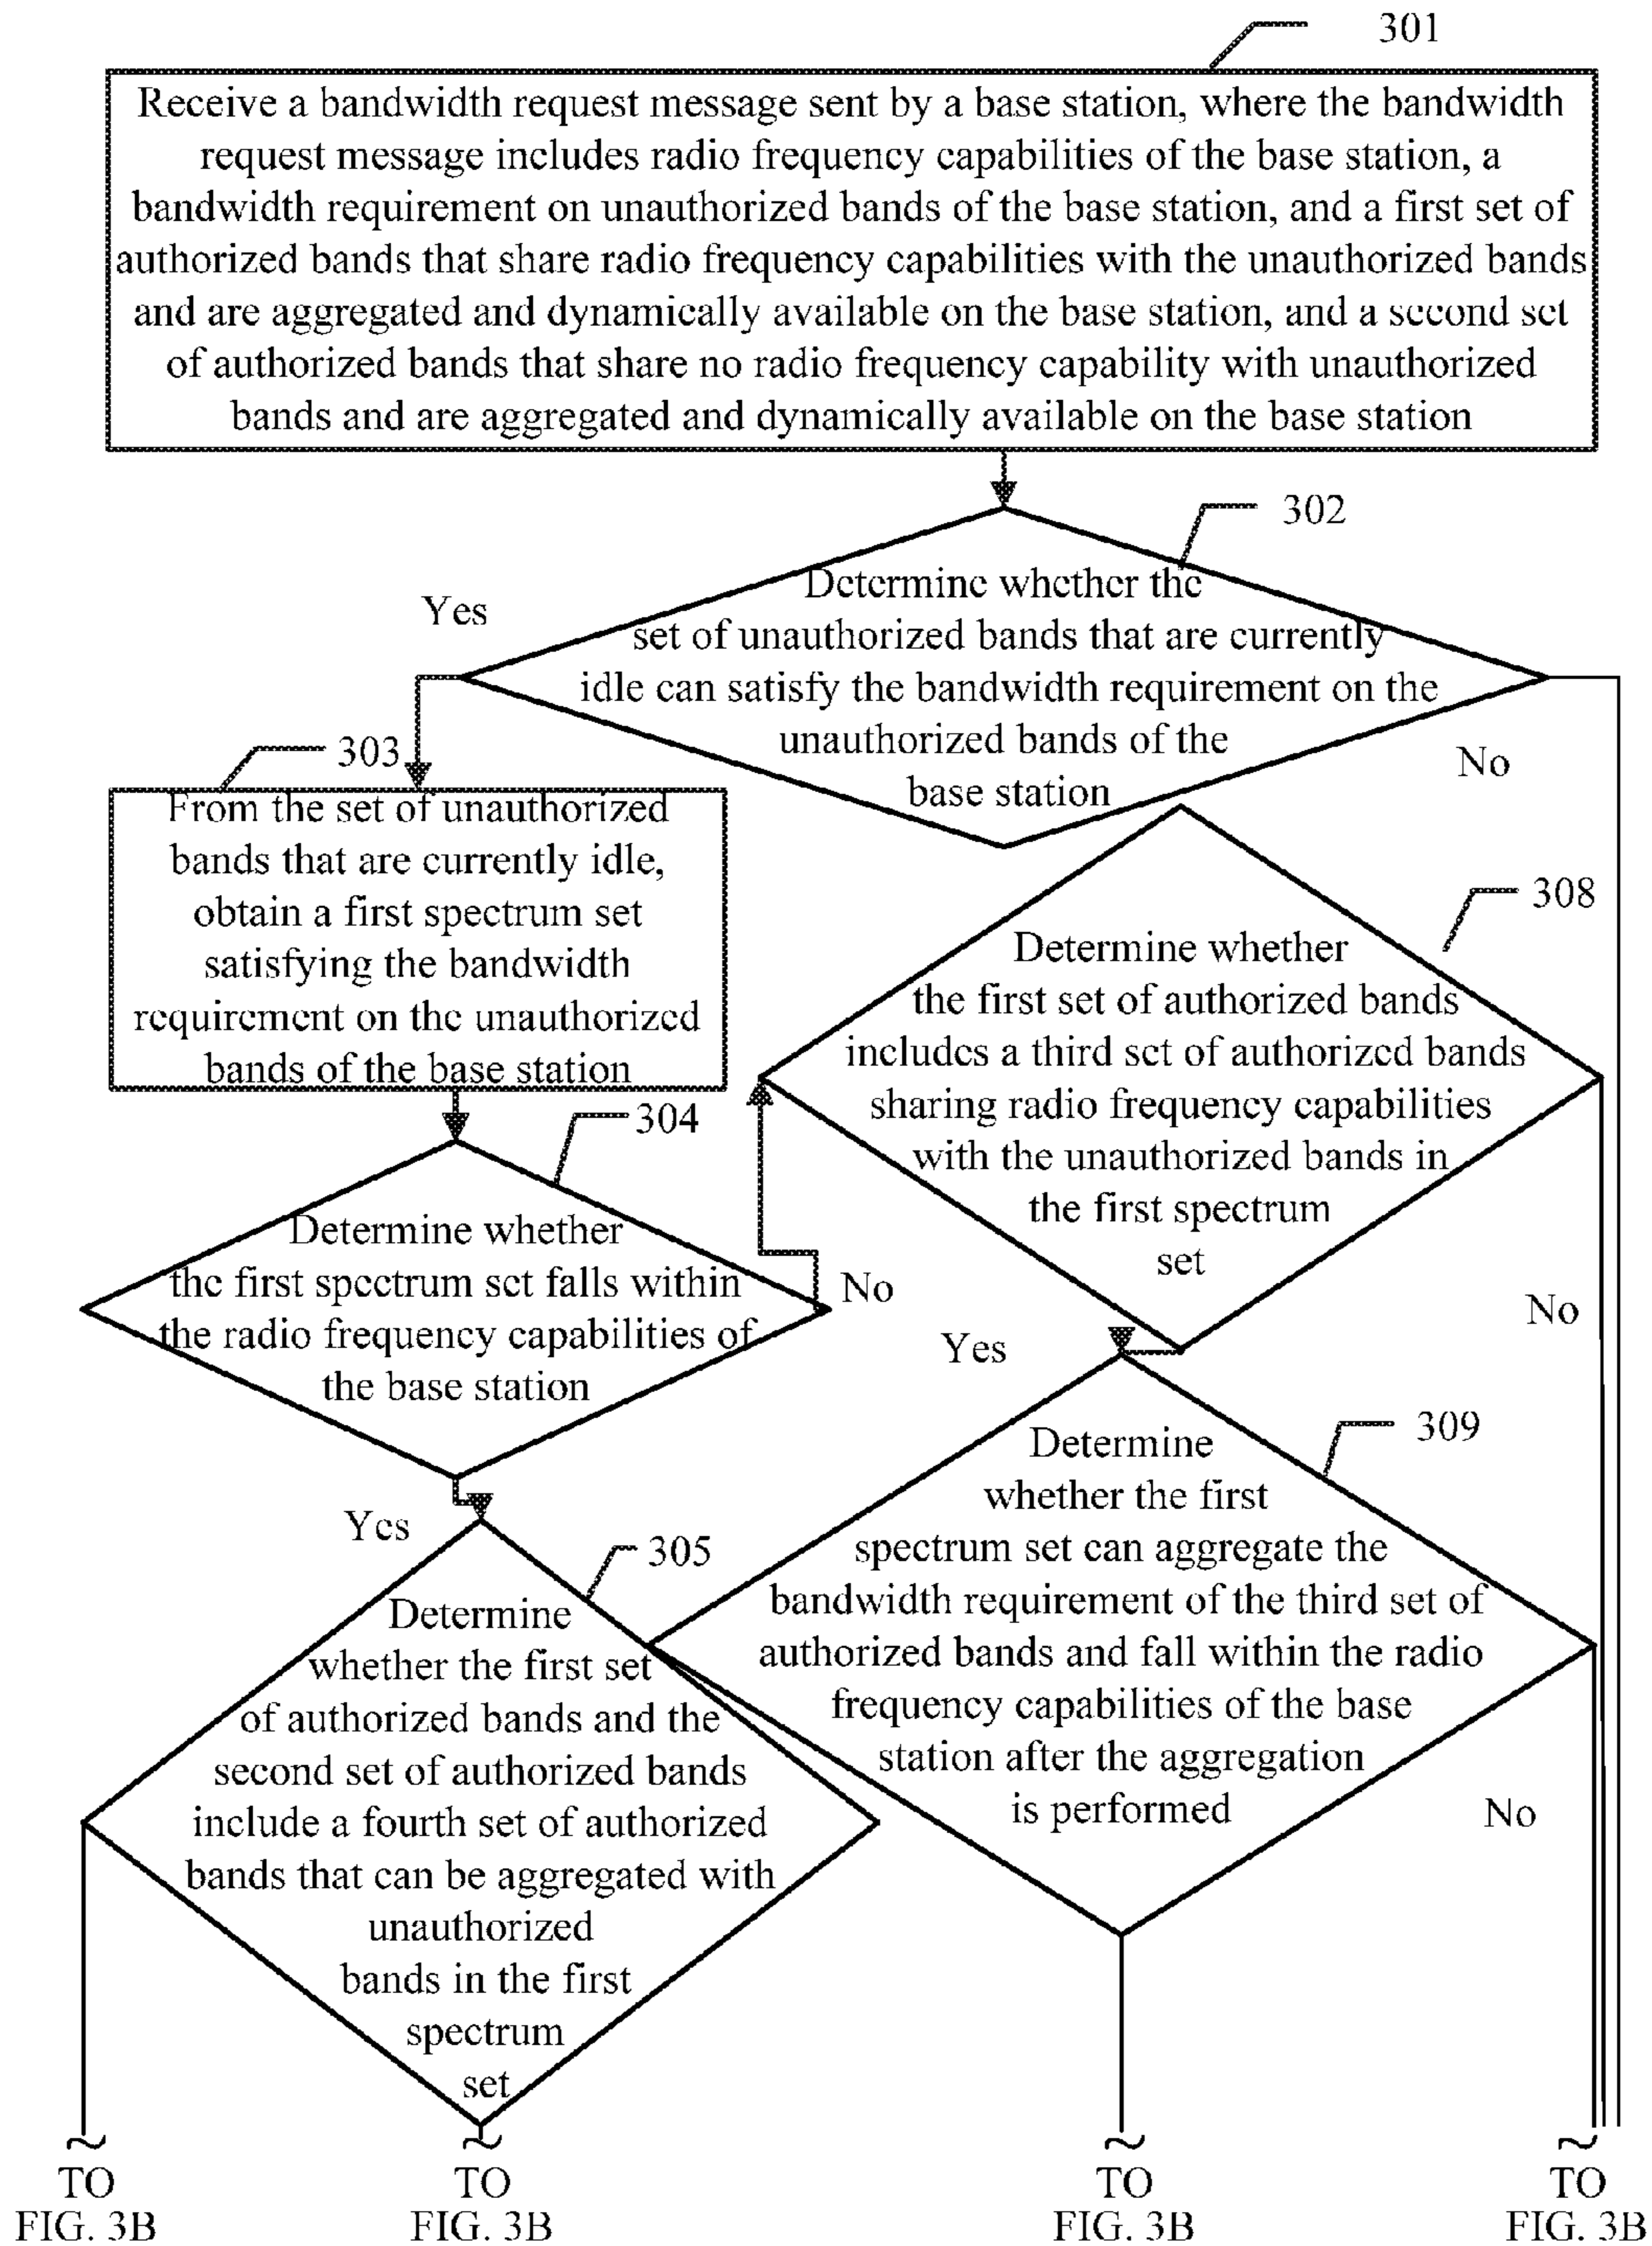 301
Receive a bandwidth request message sent by a base station, where the bandwidth
request message includes radio frequency capabilities of the base station, a
bandwidth requirement on unauthorized bands of the base station, and a first set of
authorized bands that share radio frequency capabilities with the unauthorized bands
and are aggregated and dynamically available on the base station, and a second set
of authorized bands that share no radio frequency capability with unauthorized
bands and are aggregated and dynamically available on the base station
302
Determine whether the
set of unauthorized bands that are currently
idle can satisfy the bandwidth requirement on the
unauthorized bands of the
base station
Yes
No
303
From the set of unauthorized
bands that are currently idle,
obtain a first spectrum set
satisfying the bandwidth
requirement on the unauthorized
bands of the base station
308
Determine whether
the first set of authorized bands
includes a third set of authorized bands
sharing radio frequency capabilities
with the unauthorized bands in
the first spectrum
set
No
Yes
304
Determine whether
the first spectrum set falls within
the radio frequency capabilities of
the base station
No
Yes
309
Determine
whether the first
spectrum set can aggregate the
bandwidth requirement of the third set of
authorized bands and fall within the radio
frequency capabilities of the base
station after the aggregation
is performed
No
305
Determine
whether the first set
of authorized bands and the
second set of authorized bands
include a fourth set of authorized
bands that can be aggregated with
unauthorized
bands in the first
spectrum
set
TO
FIG. 3B
TO
FIG. 3B
TO
FIG. 3B
TO
FIG. 3B